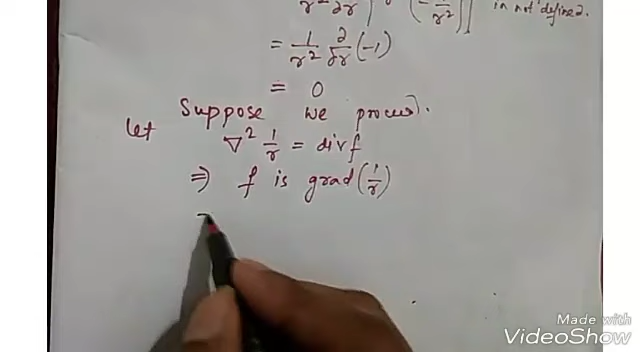 in not defined.
= 1/r² ∂/∂r (-1)
= 0
let Suppose we proceed.
∇² 1/r = div f
⇒ f is grad (1/r)
Made with
VideoShow